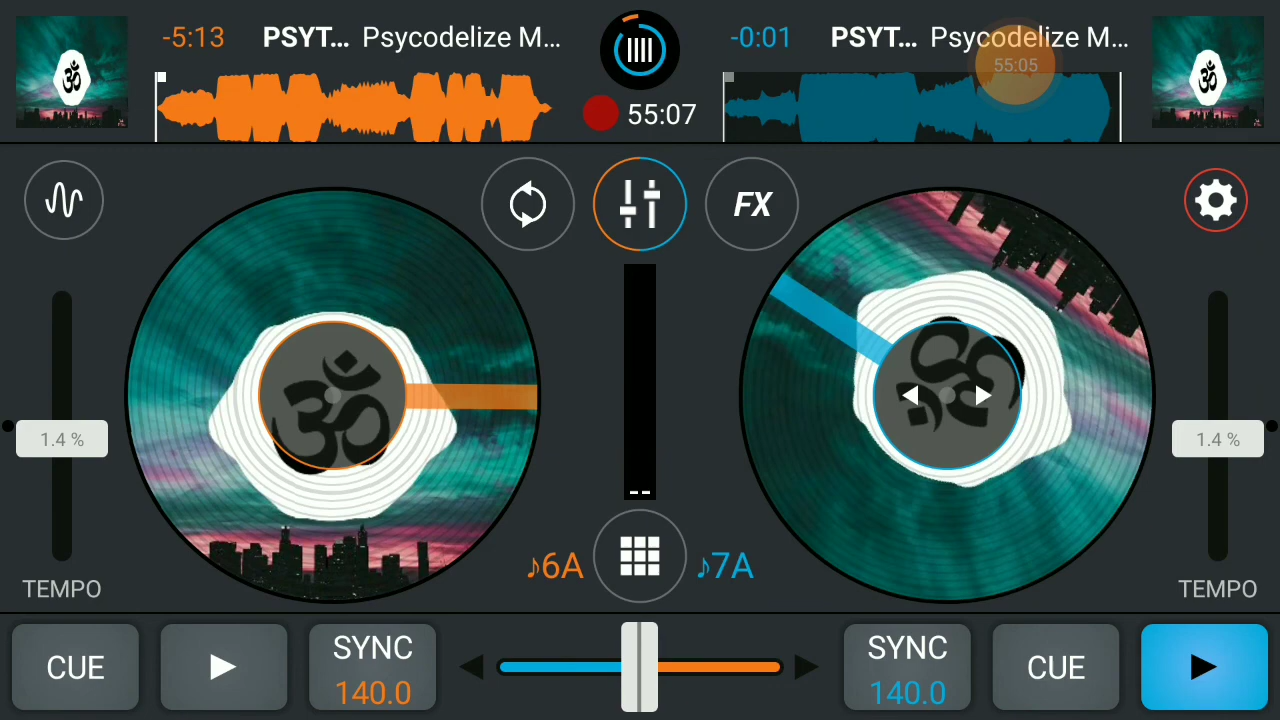 -5:13 PSYT... Psycodelize M...
-0:01 PSYT... Psycodelize M...
55:05
55:07
FX
1.4 %
1.4 %
♪6A
♪7A
TEMPO
TEMPO
CUE
SYNC
140.0
SYNC
140.0
CUE